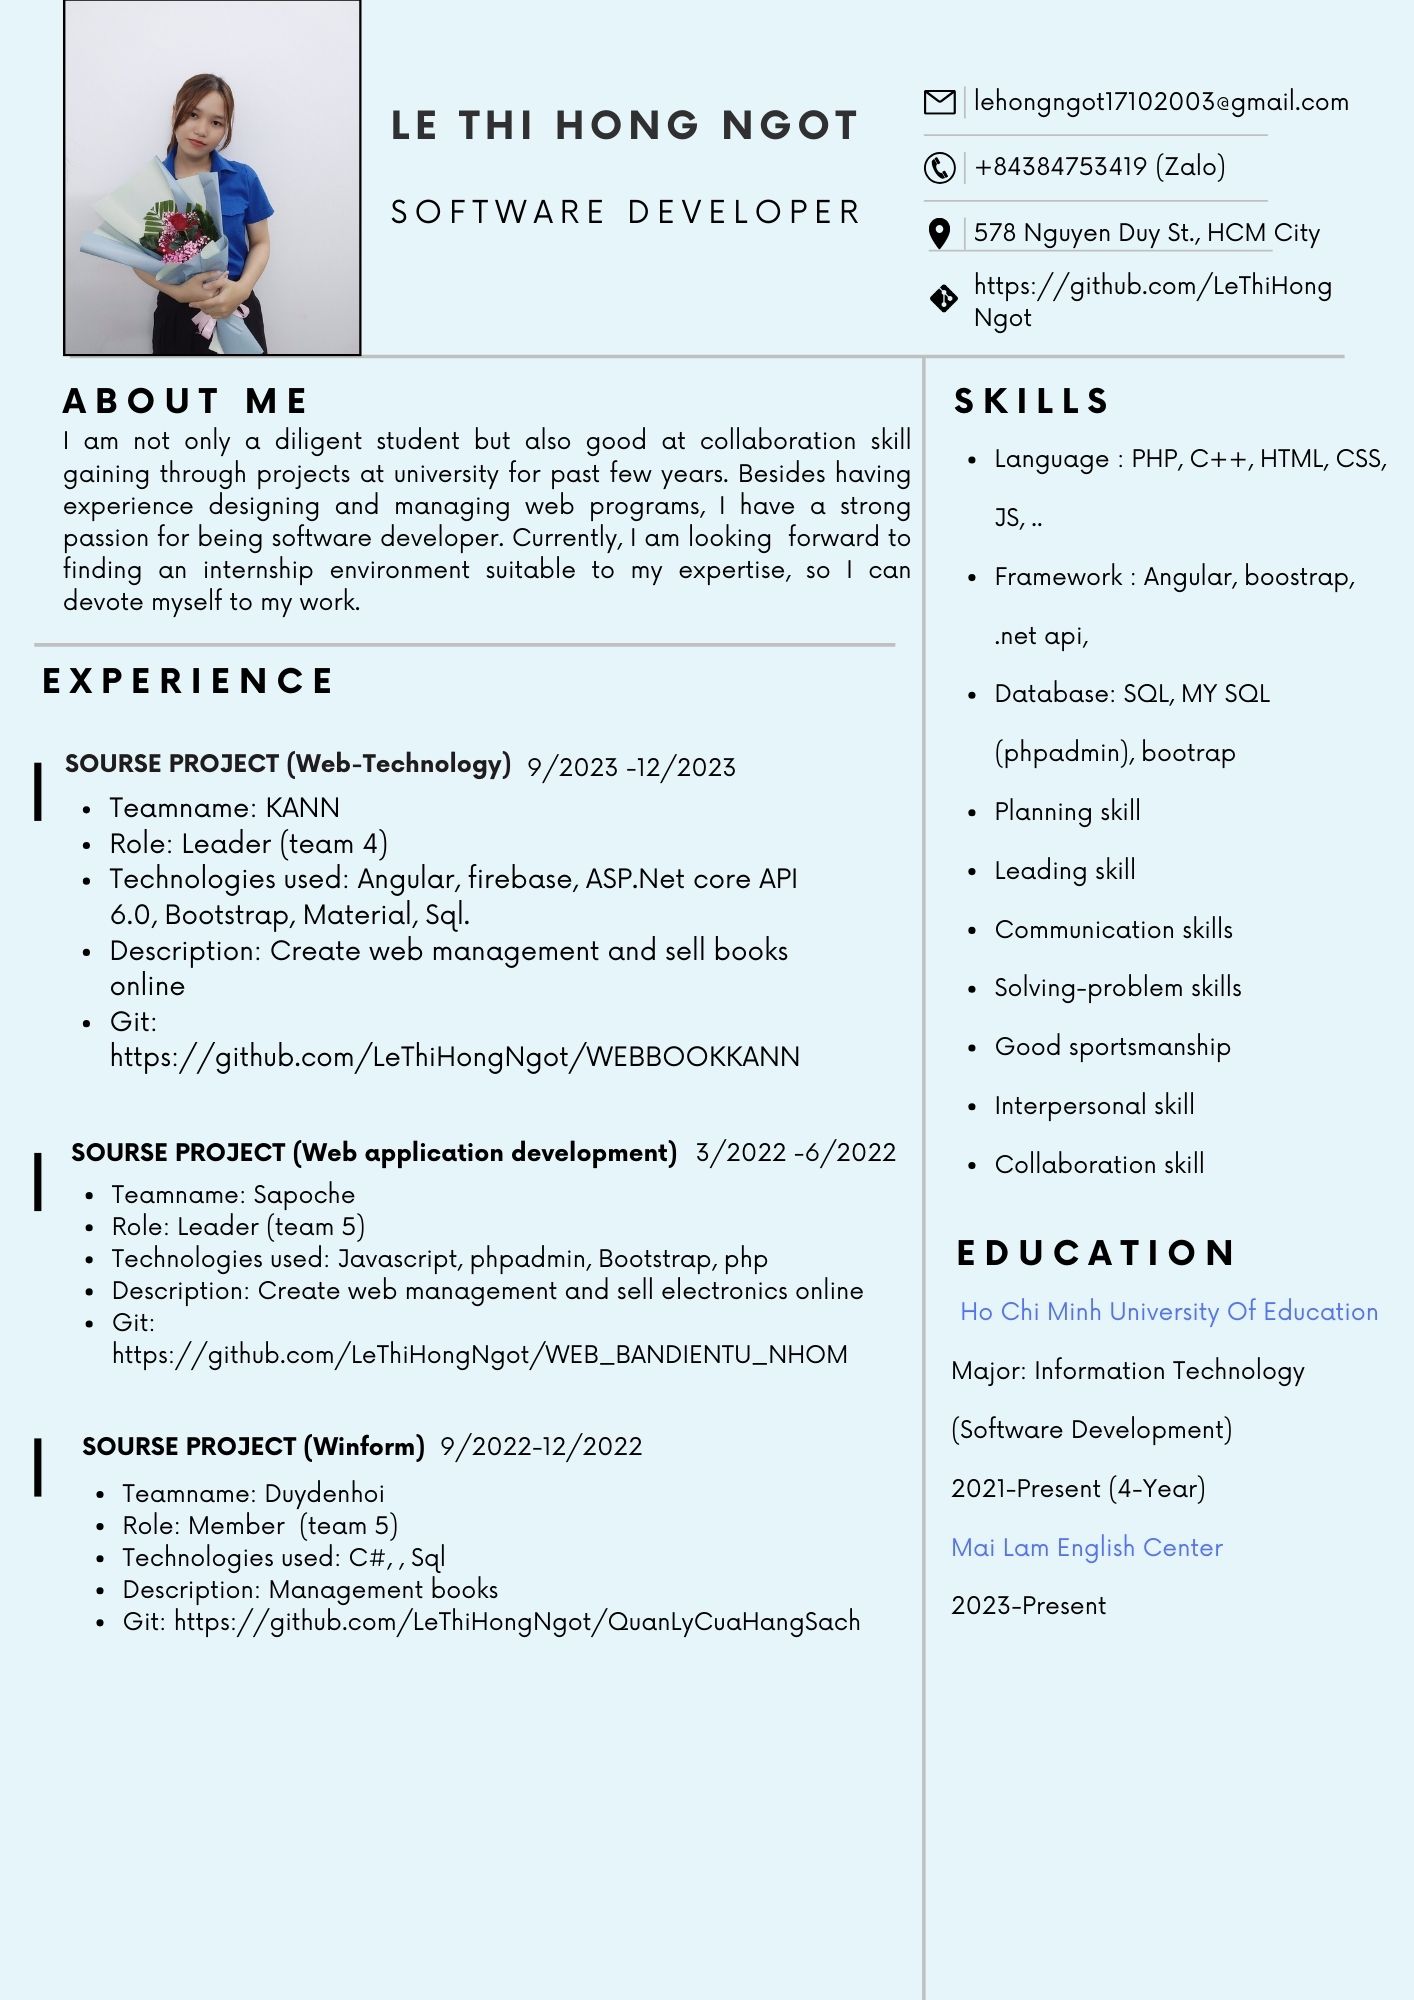 LE THI HONG NGOT
SOFTWARE DEVELOPER
lehongngot17102003@gmail.com
+84384753419 (Zalo)
578 Nguyen Duy St., HCM City
https://github.com/LeThiHong
Ngot
ABOUT ME
I am not only a diligent student but also good at collaboration skill
gaining through projects at university for past few years. Besides having
experience designing and managing web programs, I have a strong
passion for being software developer. Currently, I am looking forward to
finding an internship environment suitable to my expertise, so I can
devote myself to my work.
EXPERIENCE
SOURSE PROJECT (Web-Technology) 9/2023 -12/2023
• Teamname: KANN
• Role: Leader (team 4)
• Technologies used: Angular, firebase, ASP.Net core API
6.0, Bootstrap, Material, Sql.
• Description: Create web management and sell books
online
• Git:
https://github.com/LeThiHongNgot/WEBBOOKKANN
SOURSE PROJECT (Web application development) 3/2022 -6/2022
• Teamname: Sapoche
• Role: Leader (team 5)
• Technologies used: Javascript, phpadmin, Bootstrap, php
• Description: Create web management and sell electronics online
• Git:
https://github.com/LeThiHongNgot/WEB_BANDIENTU_NHOM
SOURSE PROJECT (Winform) 9/2022-12/2022
• Teamname: Duydenhoi
• Role: Member (team 5)
• Technologies used: C#, , Sql
• Description: Management books
• Git: https://github.com/LeThiHongNgot/QuanLyCuaHangSach
SKILLS
• Language : PHP, C++, HTML, CSS,
JS, ..
• Framework : Angular, boostrap,
.net api,
• Database: SQL, MY SQL
(phpadmin), bootrap
• Planning skill
• Leading skill
• Communication skills
• Solving-problem skills
• Good sportsmanship
• Interpersonal skill
• Collaboration skill
EDUCATION
Ho Chi Minh University Of Education
Major: Information Technology
(Software Development)
2021-Present (4-Year)
Mai Lam English Center
2023-Present